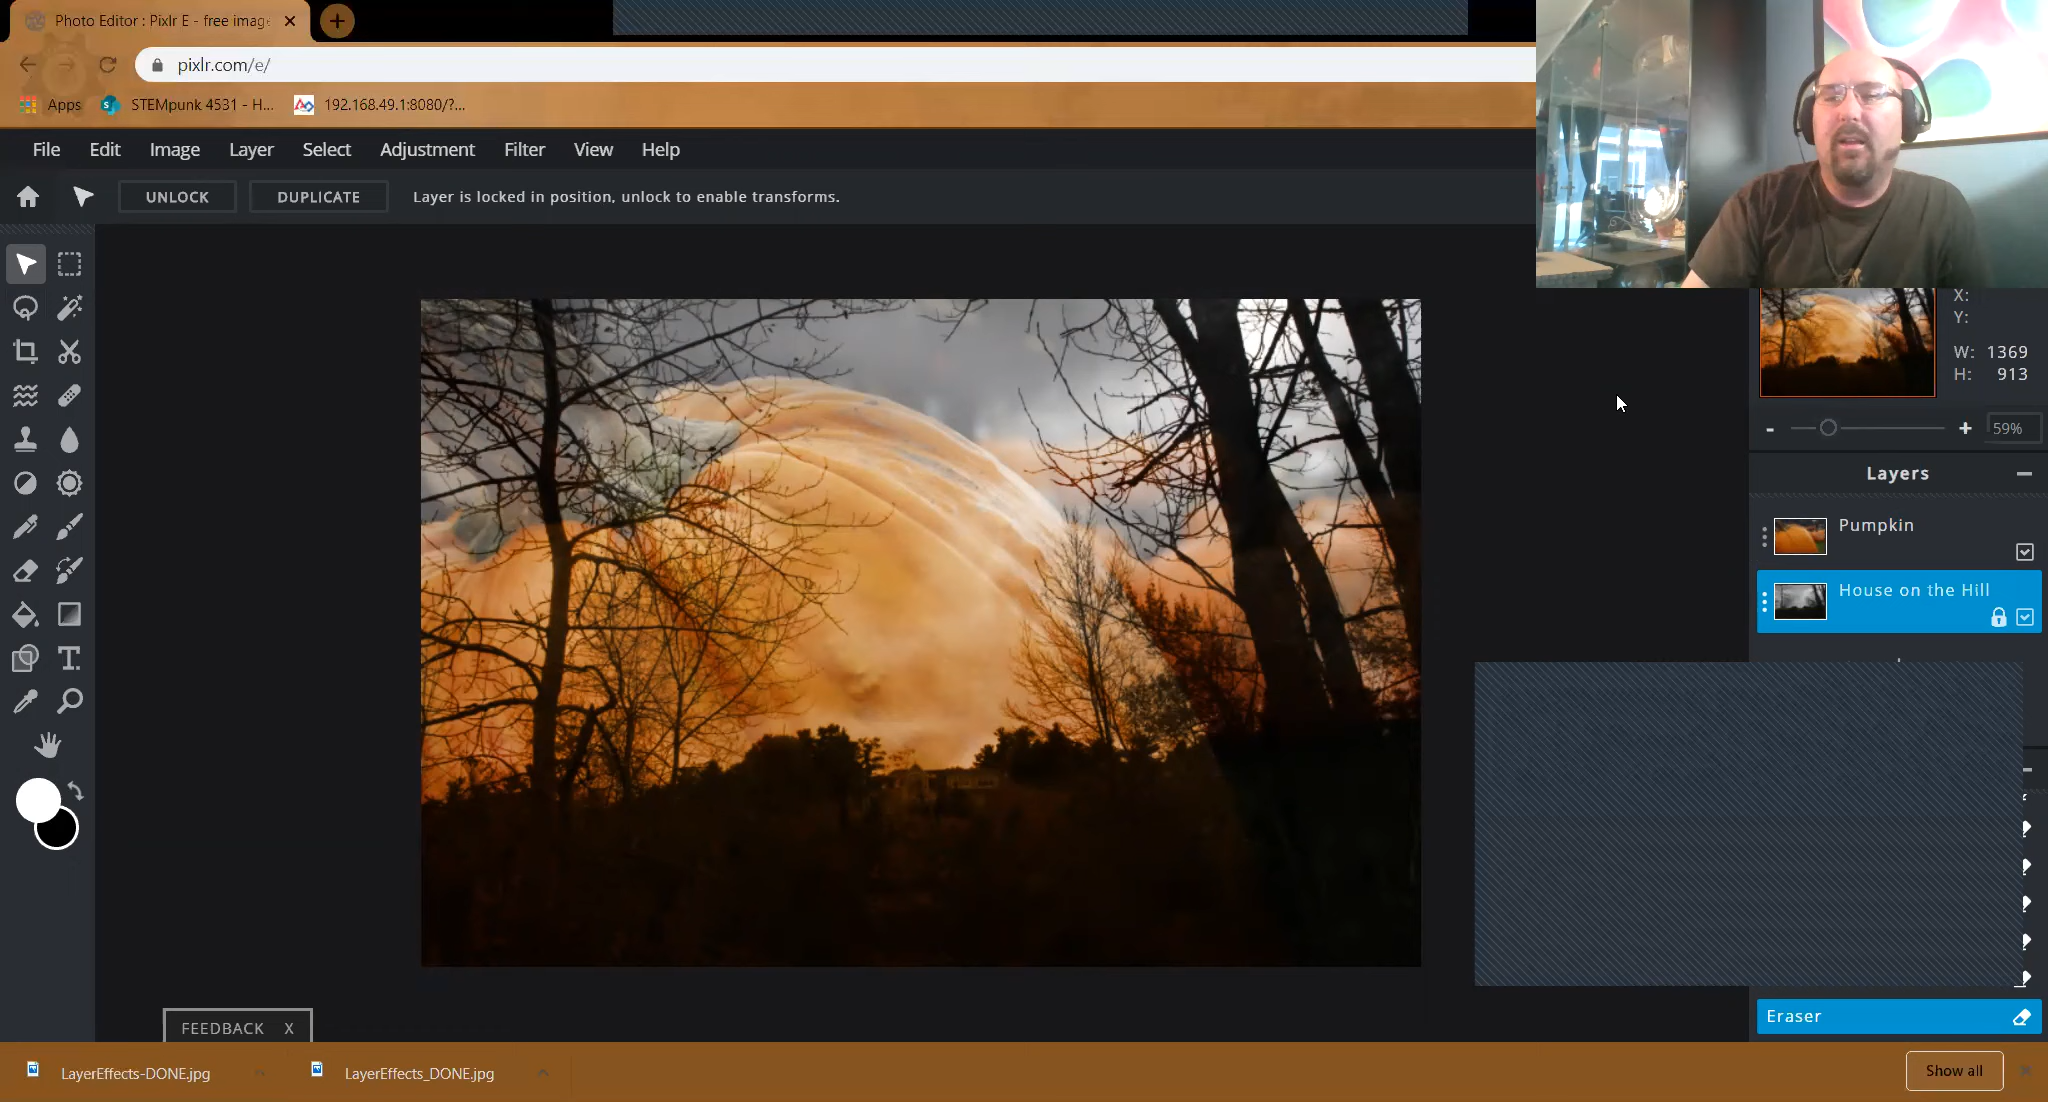 Photo Editor : Pixlr E - free image
pixlr.com/e/
Apps
STEMpunk 4531 - H...
192.168.49.1:8080/?...
File Edit Image Layer Select Adjustment Filter View Help
UNLOCK DUPLICATE Layer is locked in position, unlock to enable transforms.
X:
Y:
W: 1369
H: 913
- + 59%
Layers
Pumpkin
House on the Hill
T.
Eraser
FEEDBACK X
LayerEffects-DONE.jpg
LayerEffects_DONE.jpg
Show all